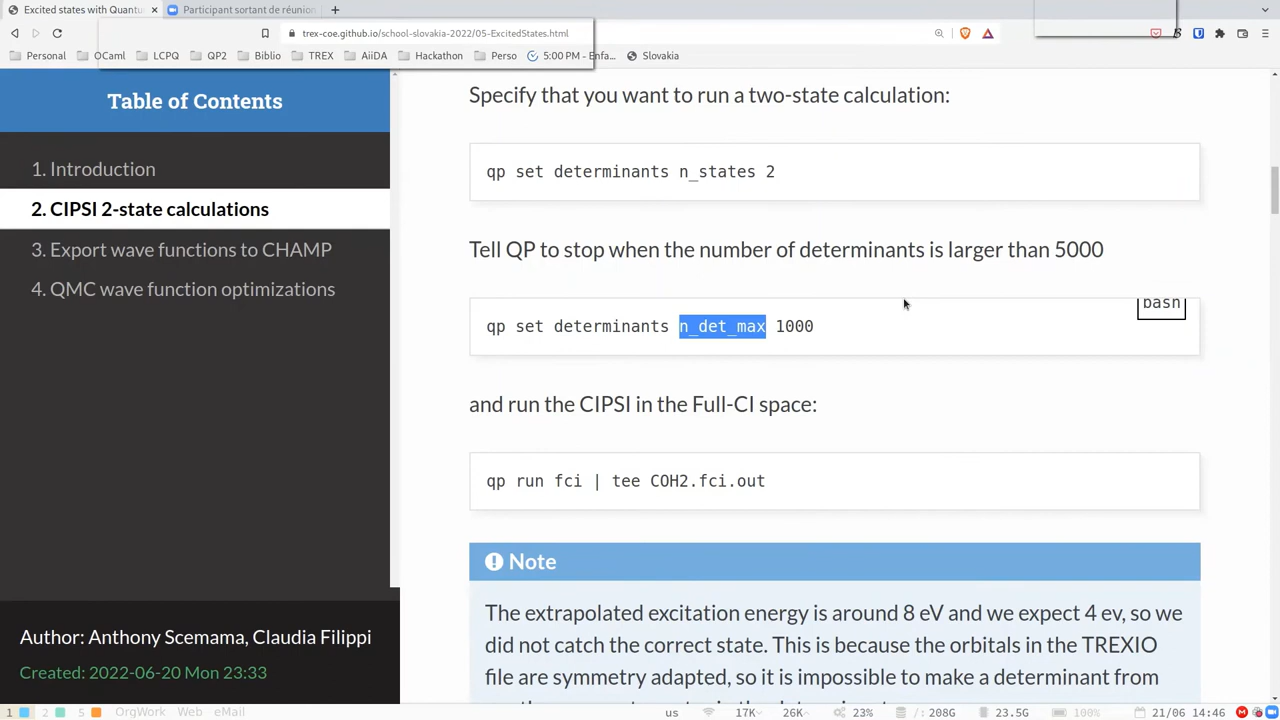 Excited states with Quantu
Participant sortant de réunion
trex-coe.github.io/school-slovakia-2022/05-ExcitedStates.html
Personal
OCaml
LCPQ
QP2
Biblio
TREX
AiiDA
Hackathon
Perso
5:00 PM - Enfa...
Slovakia
Table of Contents
1. Introduction
2. CIPSI 2-state calculations
3. Export wave functions to CHAMP
4. QMC wave function optimizations
Author: Anthony Scemama, Claudia Filippi
Created: 2022-06-20 Mon 23:33
Specify that you want to run a two-state calculation:
qp set determinants n_states 2
Tell QP to stop when the number of determinants is larger than 5000
bash
qp set determinants n_det_max 1000
and run the CIPSI in the Full-CI space:
qp run fci | tee COH2.fci.out
Note
The extrapolated excitation energy is around 8 eV and we expect 4 ev, so we
did not catch the correct state. This is because the orbitals in the TREXIO
file are symmetry adapted, so it is impossible to make a determinant from
1 2 5 OrgWork Web eMail us 17K 26K 23% /: 208G 23.5G 100% 21/06 14:46